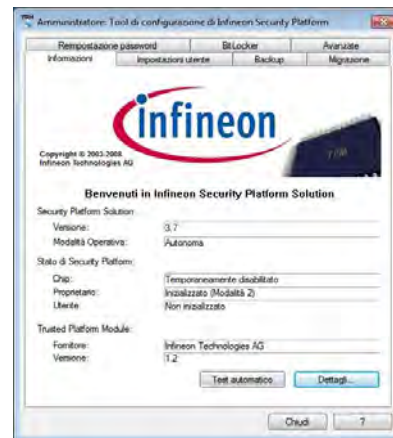 Amministratore: Tool di configurazione di Infineon Security Platform
Reimpostazione password BitLocker Avanzate
Informazioni Impostazioni utente Backup Migrazione
infineon
TPM
Copyright © 2003-2008
Infineon Technologies AG
Benvenuti in Infineon Security Platform Solution
Security Platform Solution
Versione: 3.7
Modalità Operativa: Autonoma
Stato di Security Platform:
Chip: Temporaneamente disabilitato
Proprietario: Inizializzato (Modalità 2)
Utente: Non inizializzato
Trusted Platform Module:
Fornitore: Infineon Technologies AG
Versione: 1.2
Test automatico Dettagli...
Chiudi ?